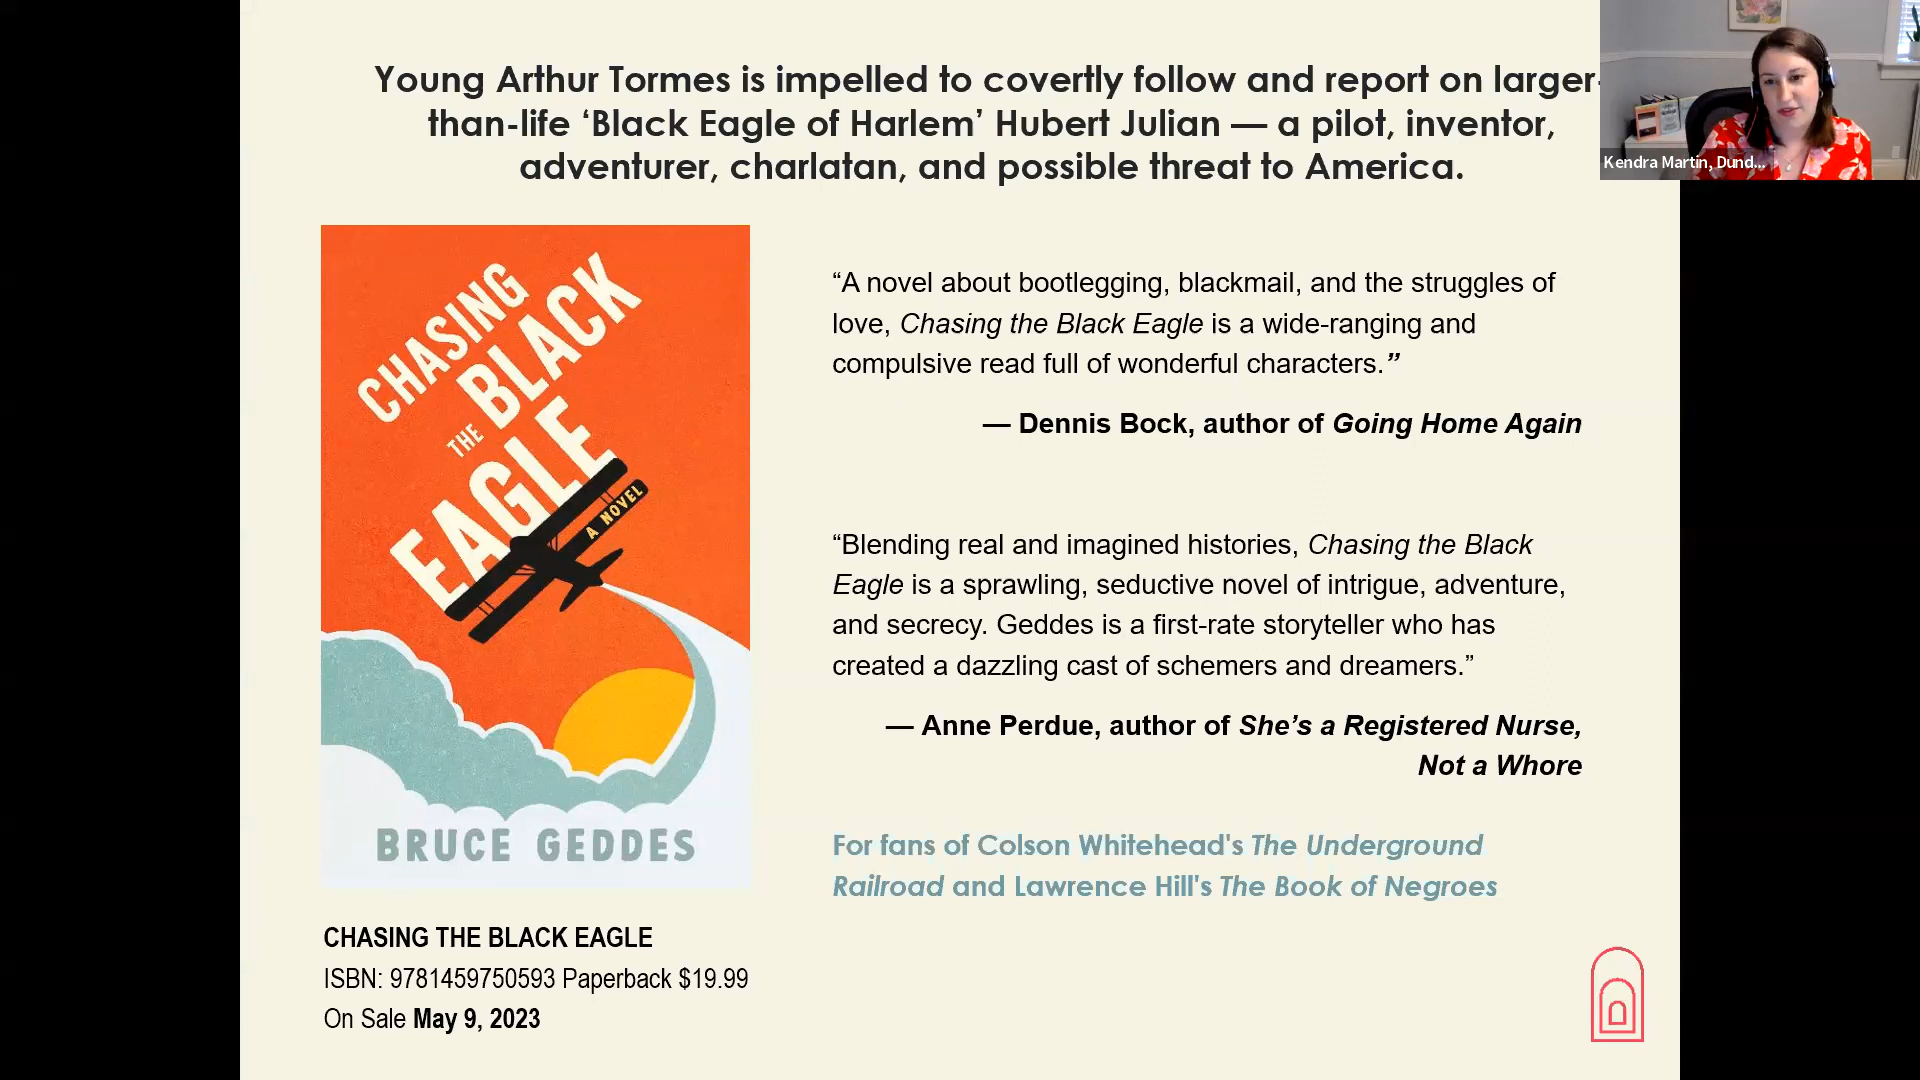 Young Arthur Tormes is impelled to covertly follow and report on larger-
than-life ‘Black Eagle of Harlem’ Hubert Julian — a pilot, inventor,
adventurer, charlatan, and possible threat to America.
Kendra Martin, Dund...
CHASING
THE BLACK
EAGLE
A NOVEL
BRUCE GEDDES
“A novel about bootlegging, blackmail, and the struggles of
love, Chasing the Black Eagle is a wide-ranging and
compulsive read full of wonderful characters.”
— Dennis Bock, author of Going Home Again
“Blending real and imagined histories, Chasing the Black
Eagle is a sprawling, seductive novel of intrigue, adventure,
and secrecy. Geddes is a first-rate storyteller who has
created a dazzling cast of schemers and dreamers.”
— Anne Perdue, author of She’s a Registered Nurse,
Not a Whore
For fans of Colson Whitehead's The Underground
Railroad and Lawrence Hill's The Book of Negroes
CHASING THE BLACK EAGLE
ISBN: 9781459750593 Paperback $19.99
On Sale May 9, 2023